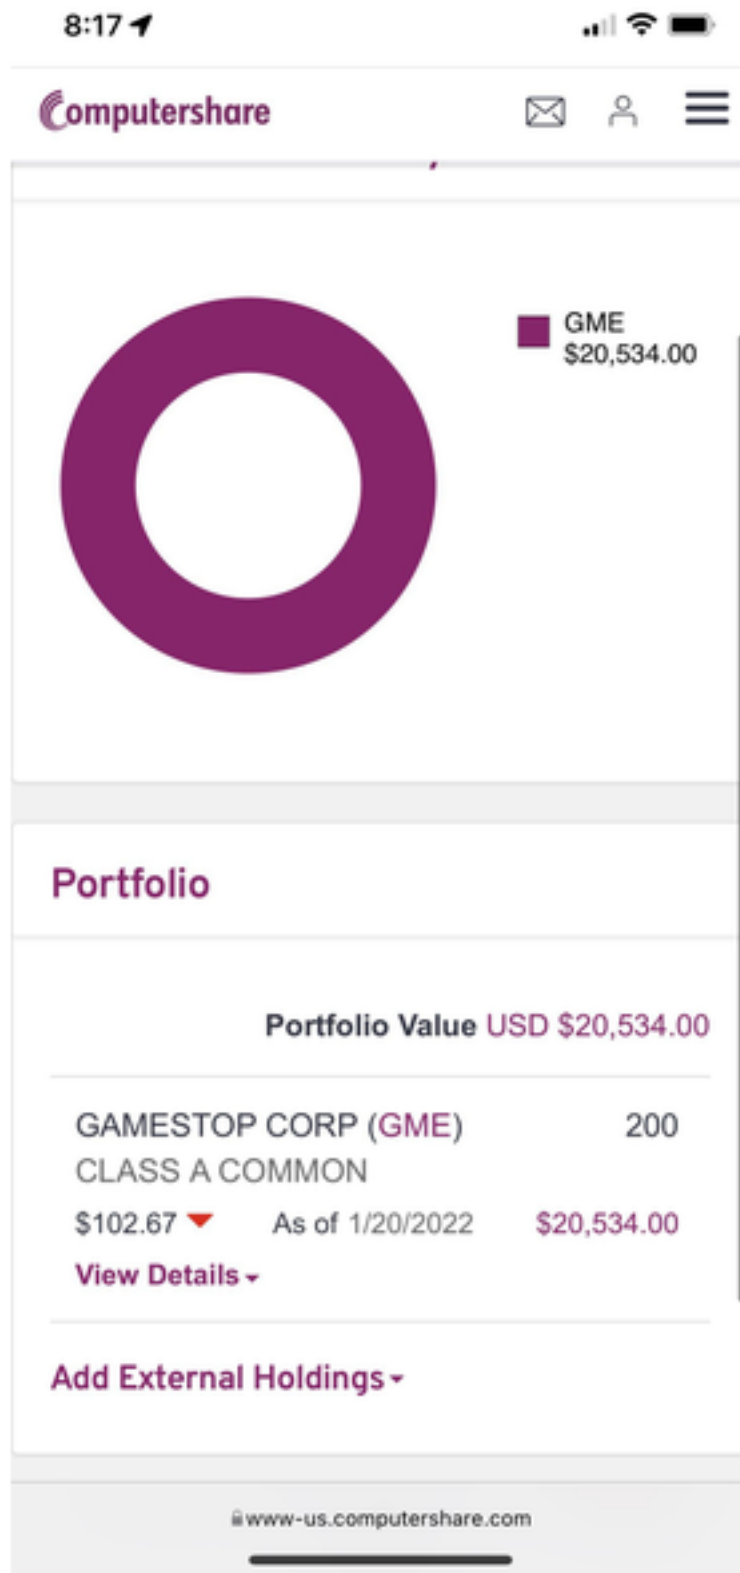 8:17
Computershare
GME
$20,534.00
Portfolio
Portfolio Value USD $20,534.00
GAMESTOP CORP (GME) 200
CLASS A COMMON
$102.67 As of 1/20/2022 $20,534.00
View Details
Add External Holdings
www-us.computershare.com